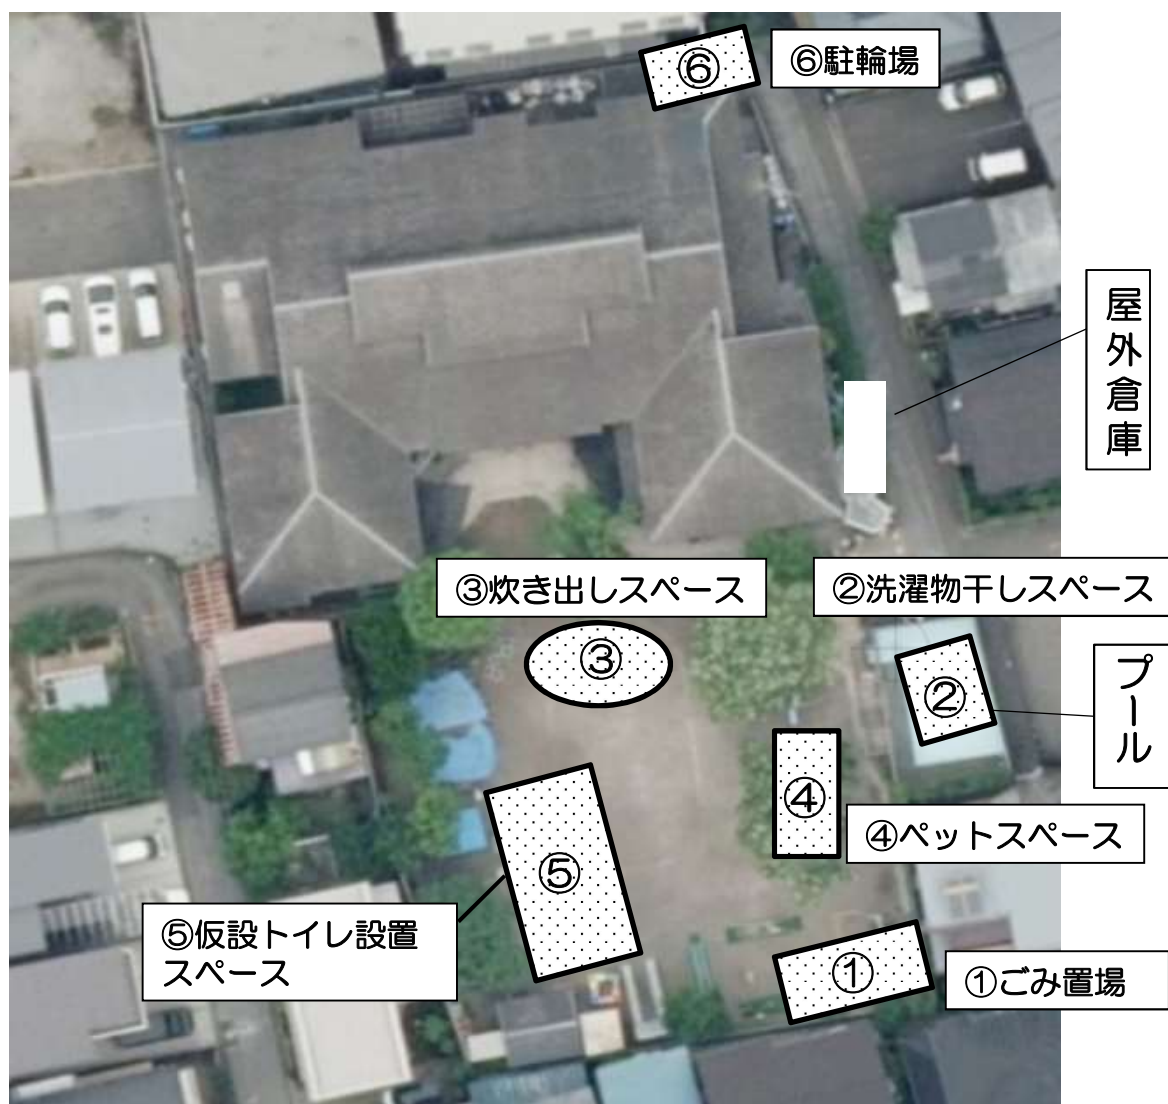 ⑥
⑥駐輪場
屋外倉庫
③炊き出しスペース
②洗濯物干しスペース
③
②
プール
④
④ペットスペース
⑤
⑤仮設トイレ設置
スペース
①
①ごみ置場